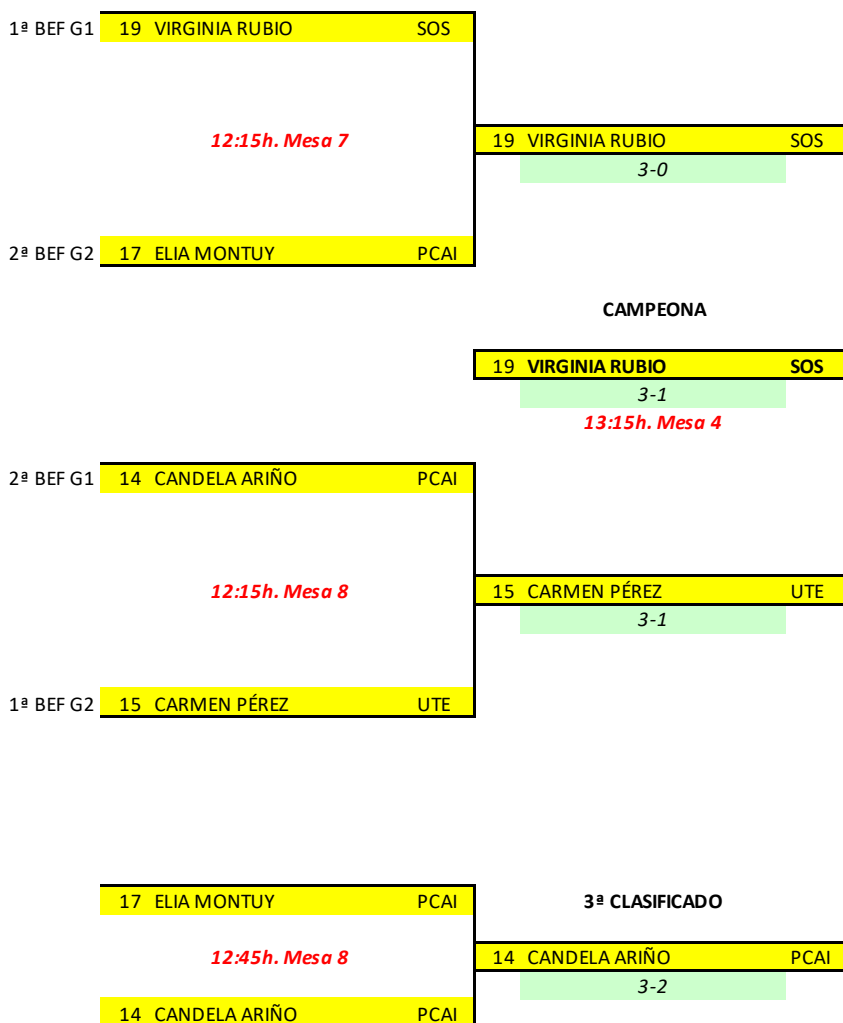 1ª BEF G1 19 VIRGINIA RUBIO SOS
12:15h. Mesa 7
19 VIRGINIA RUBIO SOS
3-0
2ª BEF G2 17 ELIA MONTUY PCAI
CAMPEONA
19 VIRGINIA RUBIO SOS
3-1
13:15h. Mesa 4
2ª BEF G1 14 CANDELA ARIÑO PCAI
12:15h. Mesa 8
15 CARMEN PÉREZ UTE
3-1
1ª BEF G2 15 CARMEN PÉREZ UTE
17 ELIA MONTUY PCAI
3ª CLASIFICADO
12:45h. Mesa 8
14 CANDELA ARIÑO PCAI
3-2
14 CANDELA ARIÑO PCAI